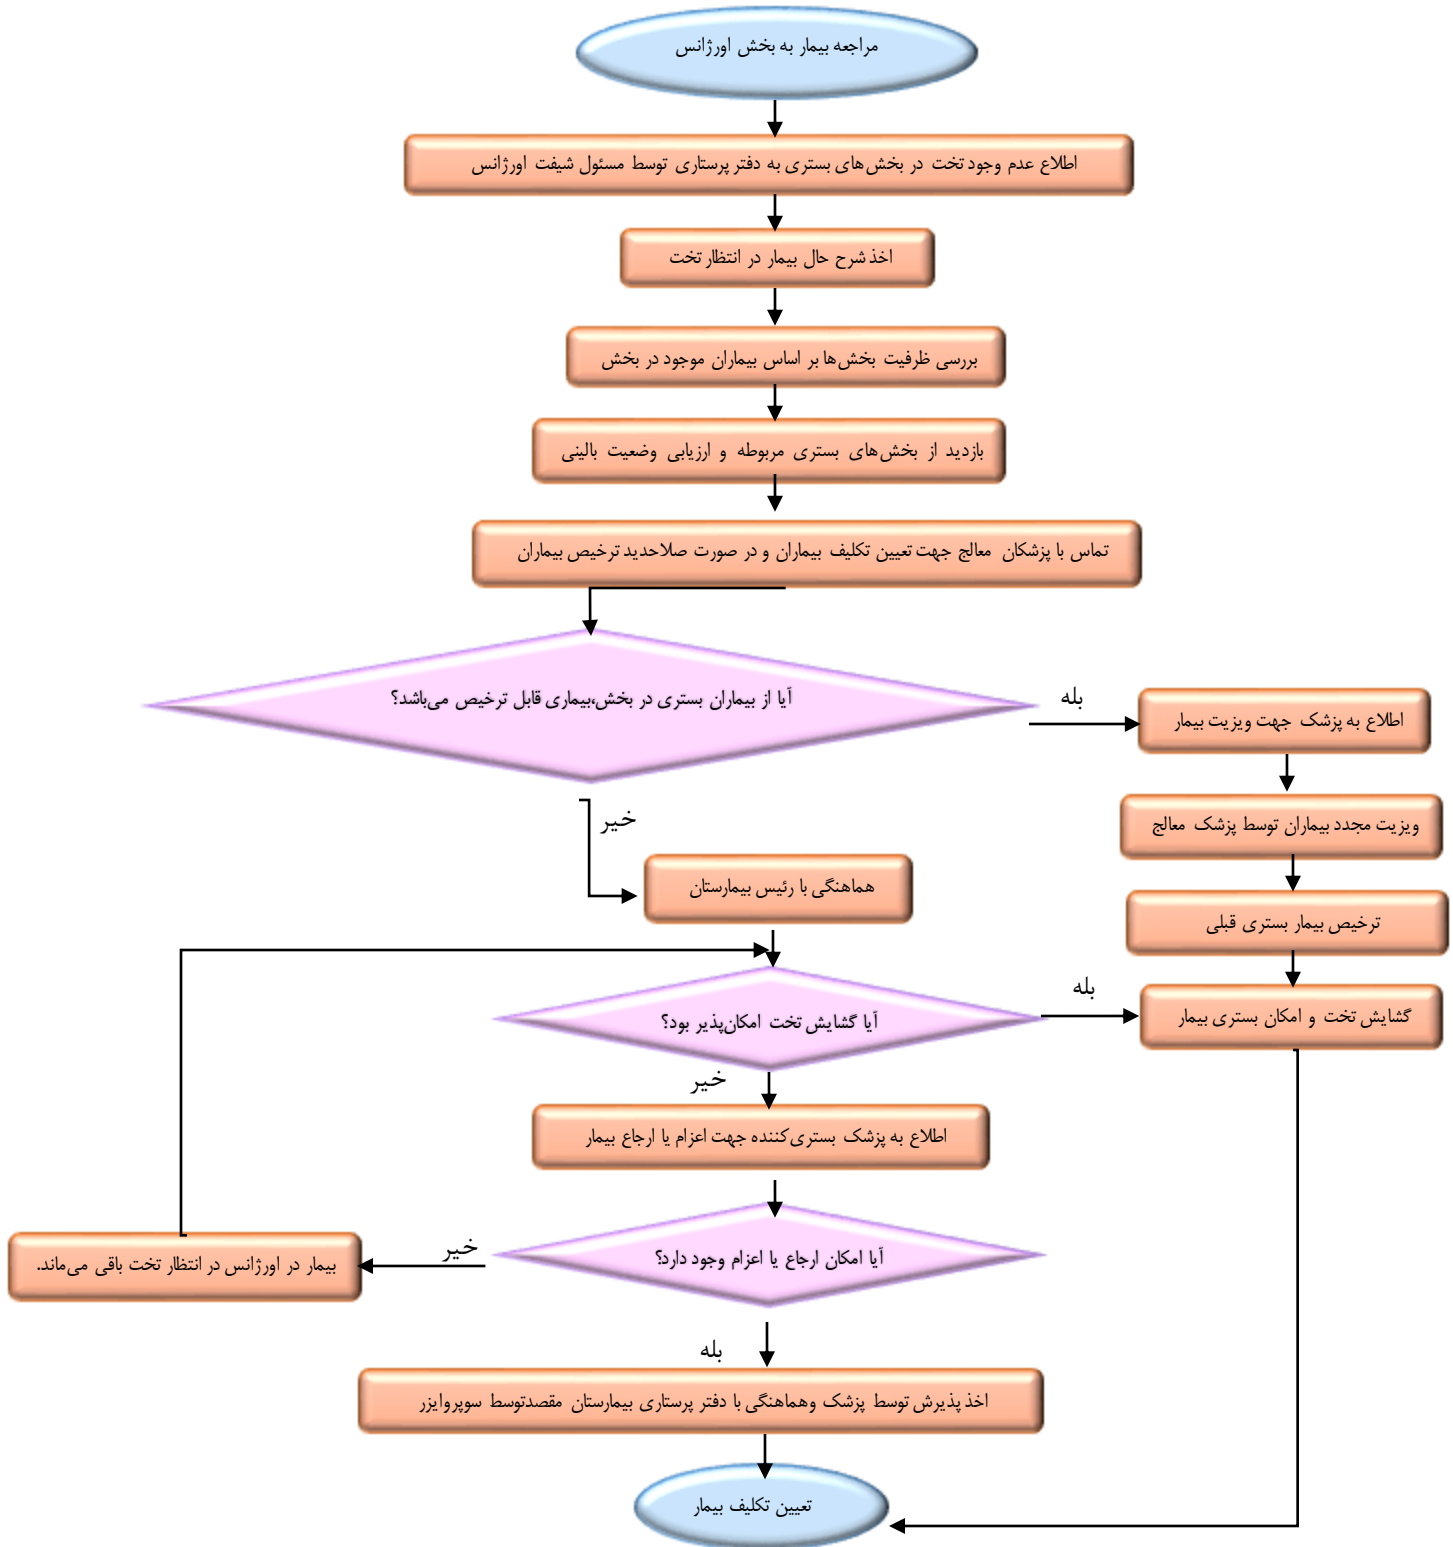 مراجعه بیمار به بخش اورژانس
اطلاع عدم وجود تخت در بخش‌های بستری به دفتر پرستاری توسط مسئول شیفت اورژانس
اخذ شرح حال بیمار در انتظار تخت
بررسی ظرفیت بخش‌ها بر اساس بیماران موجود در بخش
بازدید از بخش‌های بستری مربوطه و ارزیابی وضعیت بالینی
تماس با پزشکان معالج جهت تعیین تکلیف بیماران و در صورت صلاحدید ترخیص بیماران
آیا از بیماران بستری در بخش،بیماری قابل ترخیص می‌باشد؟
بله
اطلاع به پزشک جهت ویزیت بیمار
ویزیت مجدد بیماران توسط پزشک معالج
ترخیص بیمار بستری قبلی
گشایش تخت و امکان بستری بیمار
خیر
هماهنگی با رئیس بیمارستان
آیا گشایش تخت امکان‌پذیر بود؟
بله
خیر
اطلاع به پزشک بستری‌کننده جهت اعزام یا ارجاع بیمار
آیا امکان ارجاع یا اعزام وجود دارد؟
خیر
بیمار در اورژانس در انتظار تخت باقی می‌ماند.
بله
اخذ پذیرش توسط پزشک وهماهنگی با دفتر پرستاری بیمارستان مقصدتوسط سوپروایزر
تعیین تکلیف بیمار